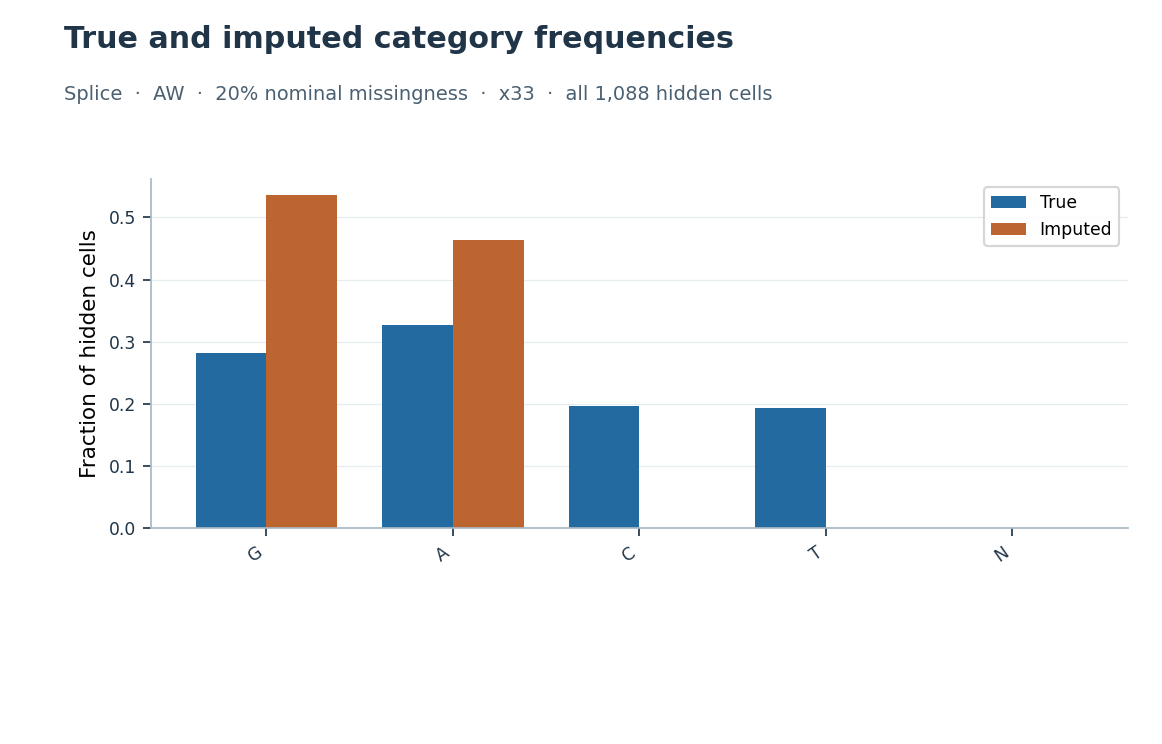 True and imputed category frequencies
Splice · AW · 20% nominal missingness · x33 · all 1,088 hidden cells
True
Imputed
Fraction of hidden cells
0.5
0.4
0.3
0.2
0.1
0.0
G
A
C
T
N